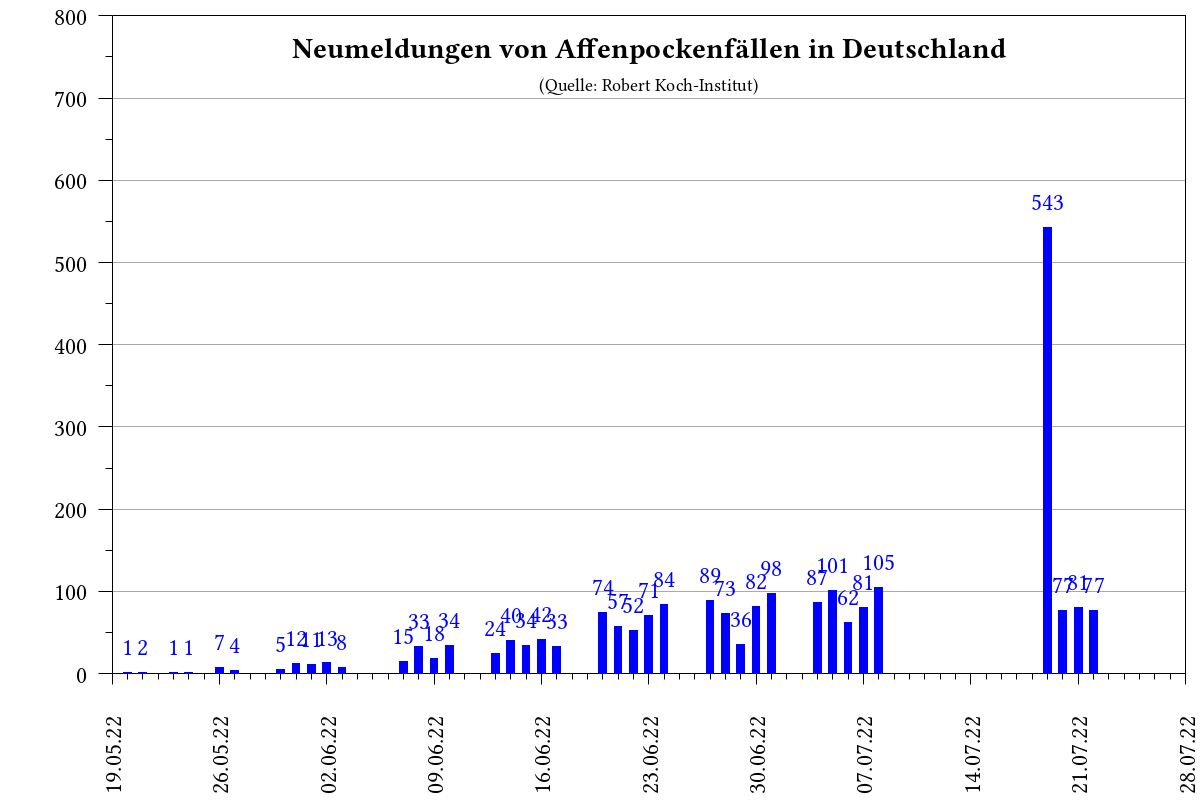 Neumeldungen von Affenpockenfällen in Deutschland
(Quelle: Robert Koch-Institut)
800
700
600
500
400
300
200
100
0
1 2 1 1 7 4 5 12 11 13 8 15 33 18 34 24 40 34 42 33 74 57 52 71 84 89 73 36 82 98 87 101 62 81 105 543 77 81 77
19.05.22 26.05.22 02.06.22 09.06.22 16.06.22 23.06.22 30.06.22 07.07.22 14.07.22 21.07.22 28.07.22